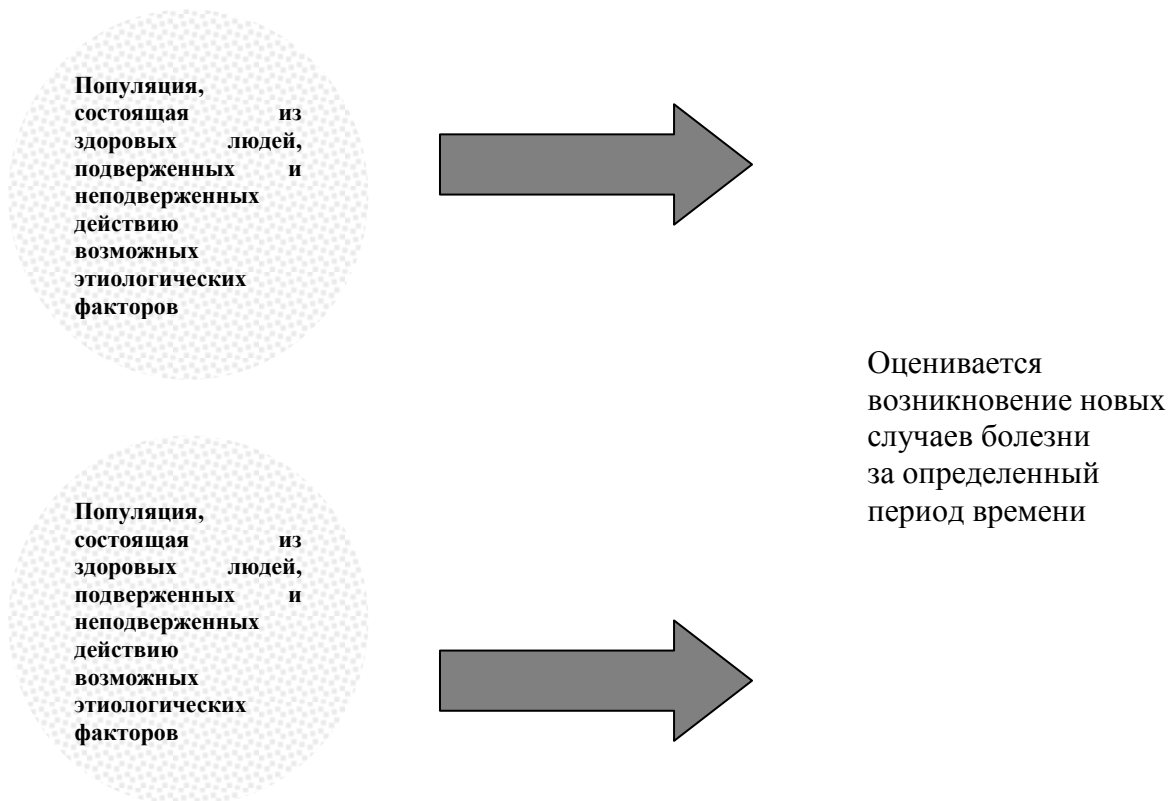 Популяция,
состоящая из
здоровых людей,
подверженных и
неподверженных
действию
возможных
этиологических
факторов
Оценивается
возникновение новых
случаев болезни
за определенный
период времени
Популяция,
состоящая из
здоровых людей,
подверженных и
неподверженных
действию
возможных
этиологических
факторов